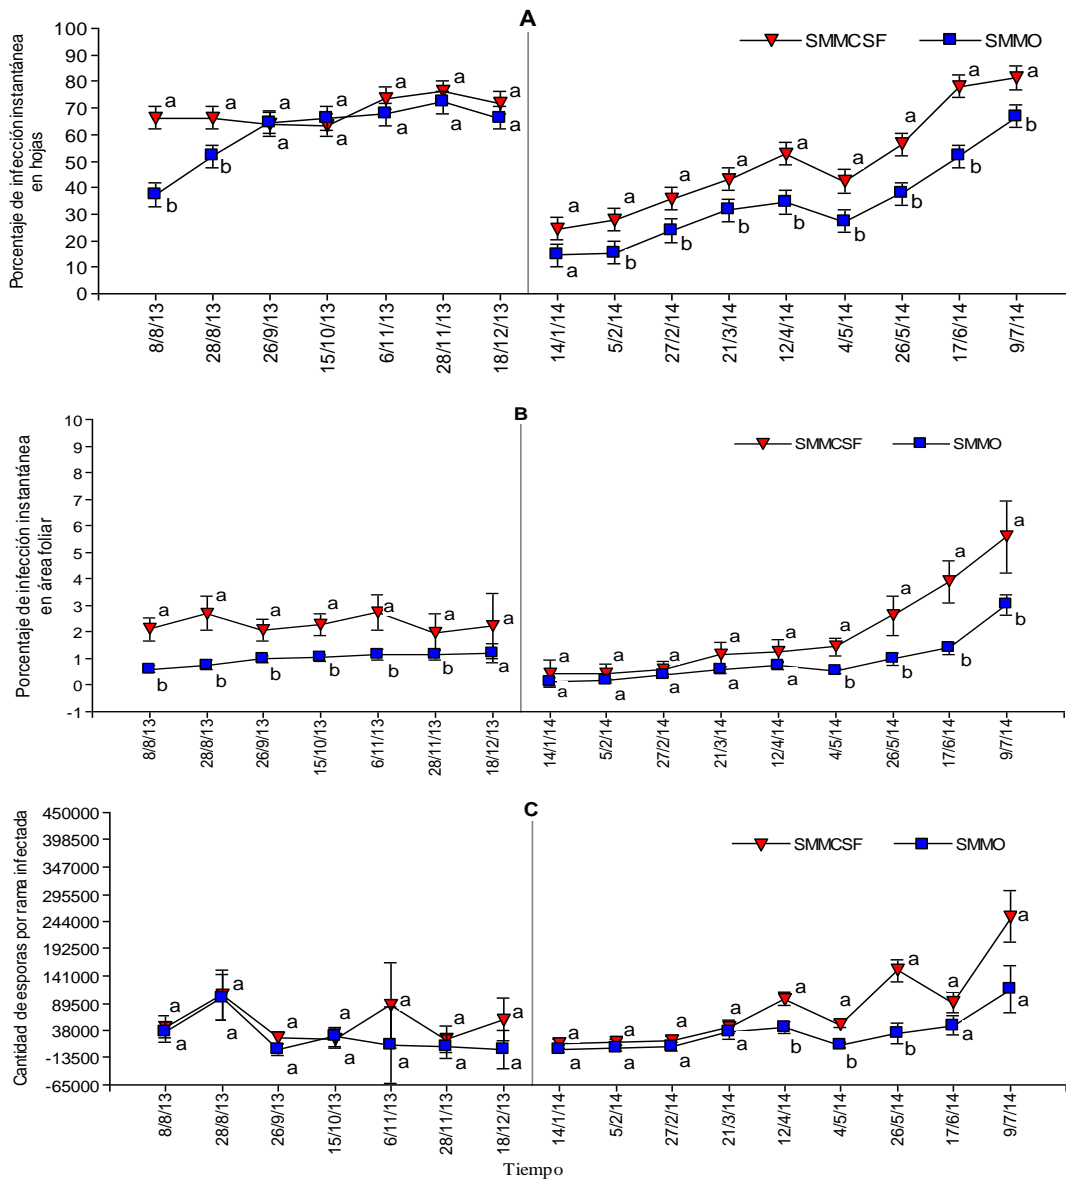 A
SMMCSF
SMMO
Porcentaje de infección instantánea
en hojas
100
90
80
70
60
50
40
30
20
10
0
a a a a a a a
b b a a a a a
a a a a a a a a a
a b b b b b b b b
8/8/13 28/8/13 26/9/13 15/10/13 6/11/13 28/11/13 18/12/13 14/1/14 5/2/14 27/2/14 21/3/14 12/4/14 4/5/14 26/5/14 17/6/14 9/7/14
B
SMMCSF
SMMO
Porcentaje de infección instantánea
en área foliar
10
9
8
7
6
5
4
3
2
1
0
-1
a a a a a a a
b b b b b b a
a a a a a a a a a
a a a a a b b b b
8/8/13 28/8/13 26/9/13 15/10/13 6/11/13 28/11/13 18/12/13 14/1/14 5/2/14 27/2/14 21/3/14 12/4/14 4/5/14 26/5/14 17/6/14 9/7/14
C
SMMCSF
SMMO
Cantidad de esporas por rama infectada
450000
398500
347000
295500
244000
192500
141000
89500
38000
-13500
-65000
a a a a a a a
a a a a a a a
a a a a a a a a a
a a a a b b b a a
8/8/13 28/8/13 26/9/13 15/10/13 6/11/13 28/11/13 18/12/13 14/1/14 5/2/14 27/2/14 21/3/14 12/4/14 4/5/14 26/5/14 17/6/14 9/7/14
Tiempo